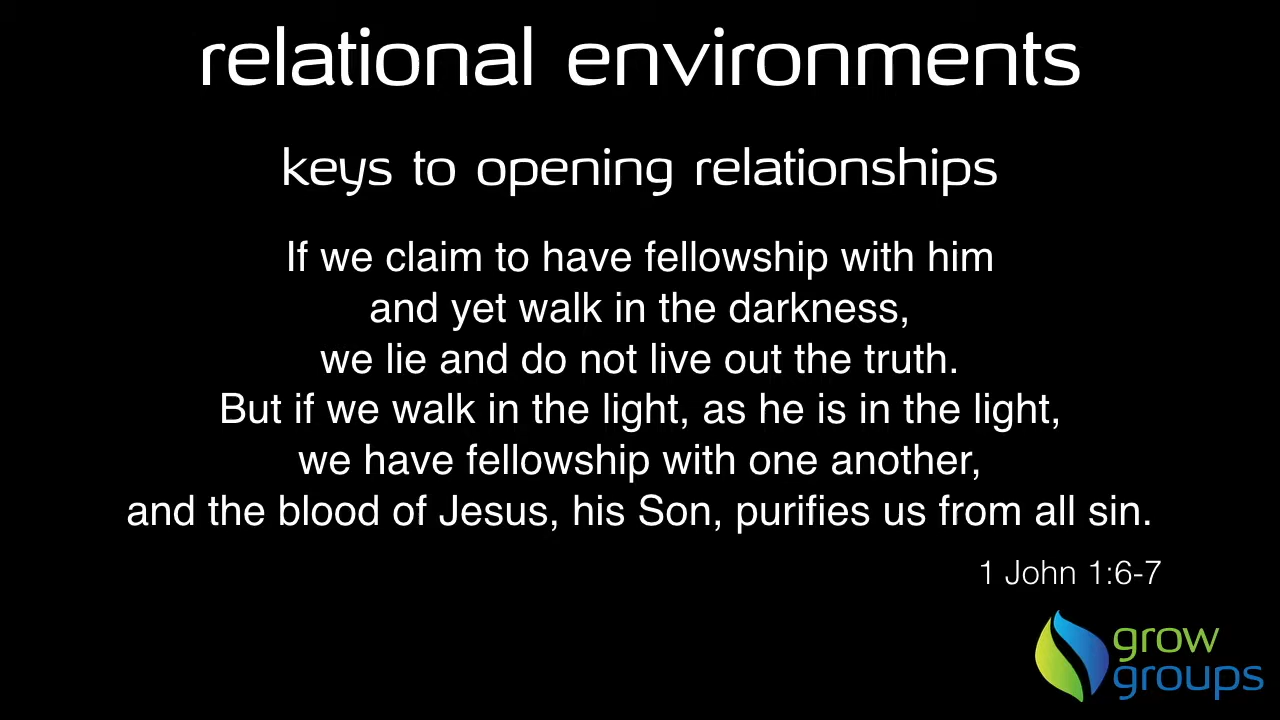 relational environments
keys to opening relationships
If we claim to have fellowship with him
and yet walk in the darkness,
we lie and do not live out the truth.
But if we walk in the light, as he is in the light,
we have fellowship with one another,
and the blood of Jesus, his Son, purifies us from all sin.
1 John 1:6-7
grow
groups